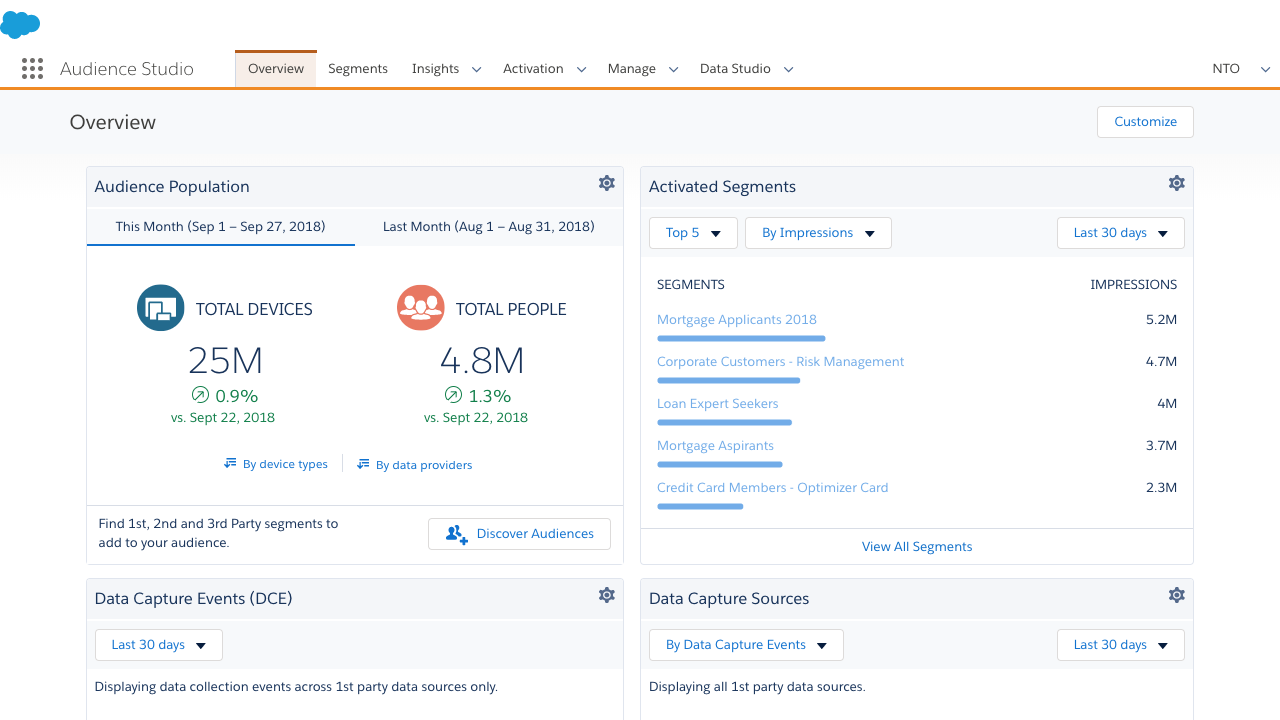 Audience Studio
Overview Segments Insights Activation Manage Data Studio NTO
Overview
Customize
Audience Population
This Month (Sep 1 – Sep 27, 2018) Last Month (Aug 1 – Aug 31, 2018)
TOTAL DEVICES TOTAL PEOPLE
25M 4.8M
0.9% 1.3%
vs. Sept 22, 2018 vs. Sept 22, 2018
By device types By data providers
Find 1st, 2nd and 3rd Party segments to
add to your audience.
Discover Audiences
Activated Segments
Top 5 By Impressions Last 30 days
SEGMENTS IMPRESSIONS
Mortgage Applicants 2018 5.2M
Corporate Customers - Risk Management 4.7M
Loan Expert Seekers 4M
Mortgage Aspirants 3.7M
Credit Card Members - Optimizer Card 2.3M
View All Segments
Data Capture Events (DCE)
Last 30 days
Displaying data collection events across 1st party data sources only.
Data Capture Sources
By Data Capture Events Last 30 days
Displaying all 1st party data sources.